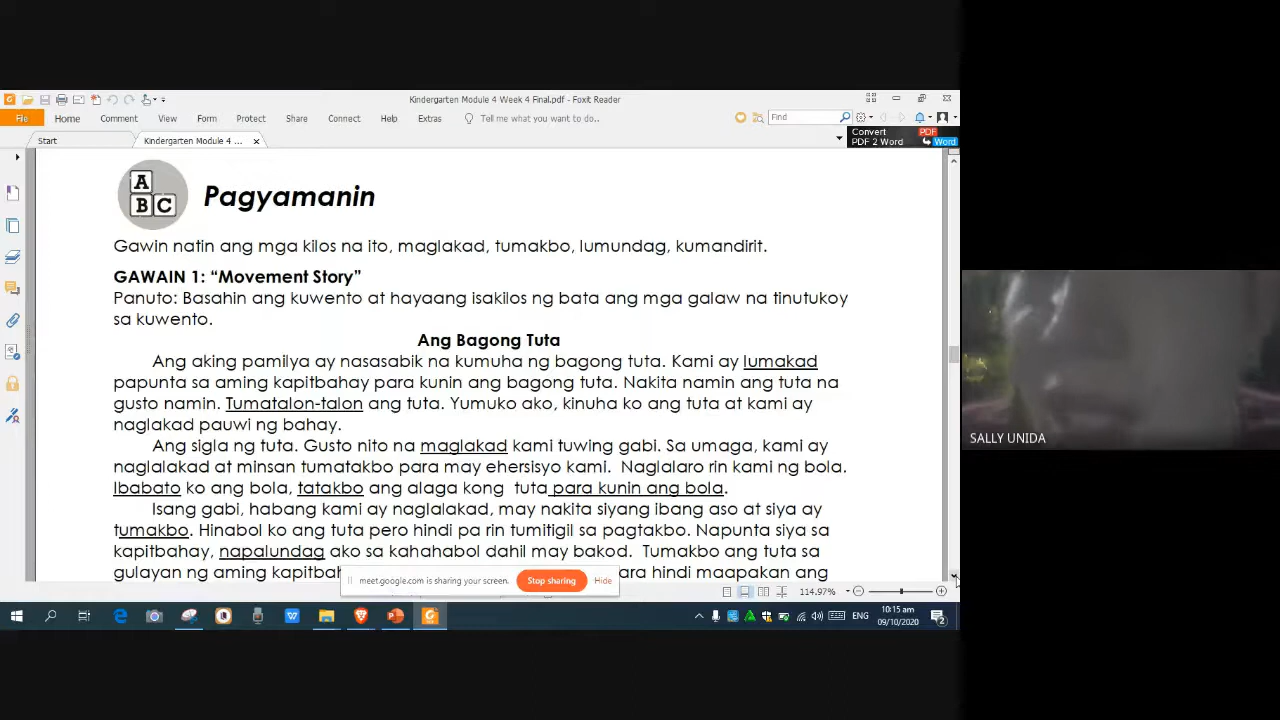 Kindergarten Module 4 Week 4 Final.pdf - Foxit Reader
File Home Comment View Form Protect Share Connect Help Extras Tell me what you want to do.. Find
Start Kindergarten Module 4 ... Convert PDF
PDF 2 Word Word
A
B C
Pagyamanin
Gawin natin ang mga kilos na ito, maglakad, tumakbo, lumundag, kumandirit.
GAWAIN 1: “Movement Story”
Panuto: Basahin ang kuwento at hayaang isakilos ng bata ang mga galaw na tinutukoy
sa kuwento.
Ang Bagong Tuta
Ang aking pamilya ay nasasabik na kumuha ng bagong tuta. Kami ay lumakad
papunta sa aming kapitbahay para kunin ang bagong tuta. Nakita namin ang tuta na
gusto namin. Tumatalon-talon ang tuta. Yumuko ako, kinuha ko ang tuta at kami ay
naglakad pauwi ng bahay.
Ang sigla ng tuta. Gusto nito na maglakad kami tuwing gabi. Sa umaga, kami ay
naglalakad at minsan tumatakbo para may ehersisyo kami. Naglalaro rin kami ng bola.
Ibabato ko ang bola, tatakbo ang alaga kong tuta para kunin ang bola.
Isang gabi, habang kami ay naglalakad, may nakita siyang ibang aso at siya ay
tumakbo. Hinabol ko ang tuta pero hindi pa rin tumitigil sa pagtakbo. Napunta siya sa
kapitbahay, napalundag ako sa kahahabol dahil may bakod. Tumakbo ang tuta sa
gulayan ng aming hindi maapakan ang
meet.google.com is sharing your screen. Stop sharing Hide
114.97%
ENG 10:15 am
09/10/2020 2
SALLY UNIDA